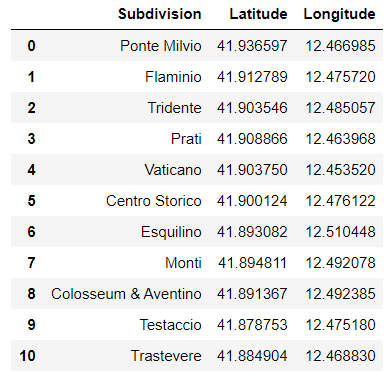 Subdivision Latitude Longitude
0 Ponte Milvio 41.936597 12.466985
1 Flaminio 41.912789 12.475720
2 Tridente 41.903546 12.485057
3 Prati 41.908866 12.463968
4 Vaticano 41.903750 12.453520
5 Centro Storico 41.900124 12.476122
6 Esquilino 41.893082 12.510448
7 Monti 41.894811 12.492078
8 Colosseum & Aventino 41.891367 12.492385
9 Testaccio 41.878753 12.475180
10 Trastevere 41.884904 12.468830